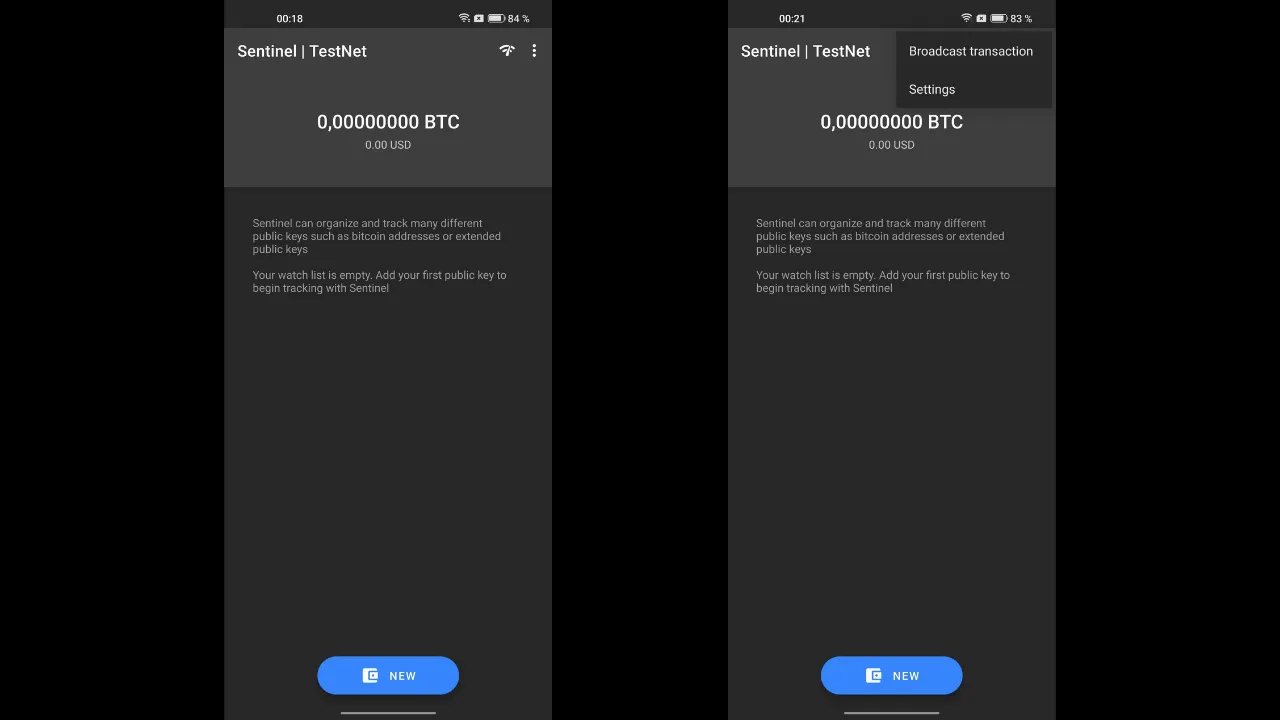 00:18
84 %
Sentinel | TestNet
0,00000000 BTC
0.00 USD
Sentinel can organize and track many different
public keys such as bitcoin addresses or extended
public keys
Your watch list is empty. Add your first public key to
begin tracking with Sentinel
NEW
00:21
83 %
Sentinel | TestNet
Broadcast transaction
Settings
0,00000000 BTC
0.00 USD
Sentinel can organize and track many different
public keys such as bitcoin addresses or extended
public keys
Your watch list is empty. Add your first public key to
begin tracking with Sentinel
NEW